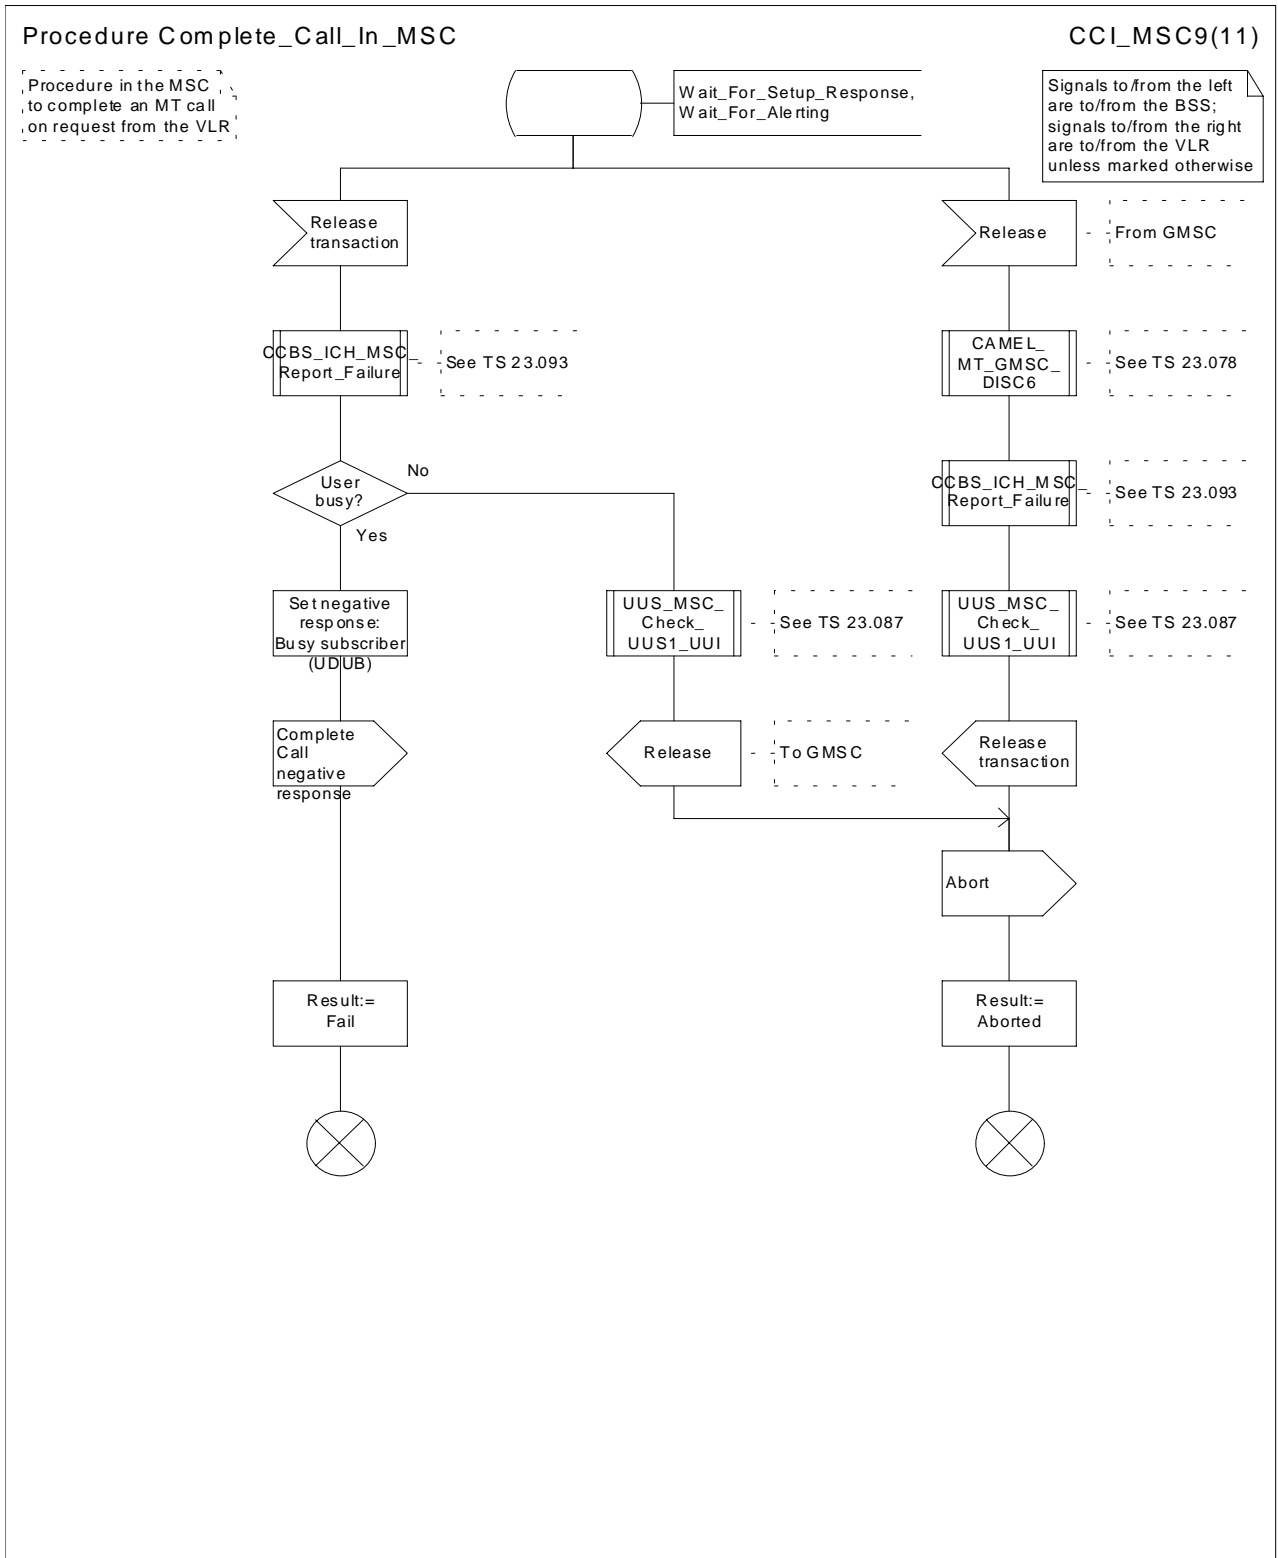 Procedure Complete_Call_In_MSC
CCI_MSC9(11)
Procedure in the MSC
to complete an MT call
on request from the VLR
Wait_For_Setup_Response,
Wait_For_Alerting
Signals to/from the left
are to/from the BSS;
signals to/from the right
are to/from the VLR
unless marked otherwise
Release
transaction
Release
From GMSC
CCBS_ICH_MSC_
Report_Failure
See TS 23.093
CAMEL_
MT_GMSC_
DISC6
See TS 23.078
User
busy?
No
Yes
CCBS_ICH_MSC_
Report_Failure
See TS 23.093
Set negative
response:
Busy subscriber
(UDUB)
UUS_MSC_
Check_
UUS1_UUI
See TS 23.087
UUS_MSC_
Check_
UUS1_UUI
See TS 23.087
Complete
Call
negative
response
Release
To GMSC
Release
transaction
Abort
Result:=
Fail
Result:=
Aborted